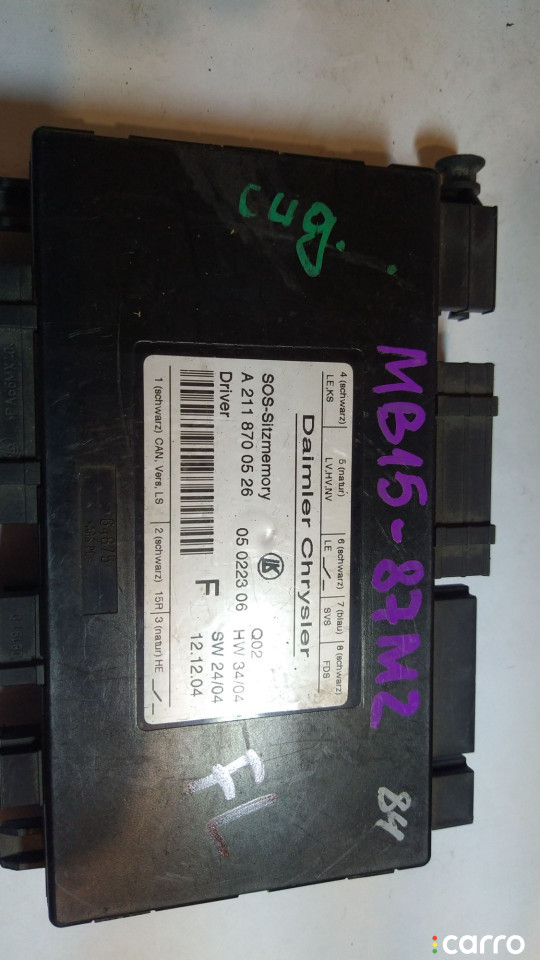 сид.
MB15-87M2
4 (schwarz) 5 (natur) 6 (schwarz) 7 (blau) 8 (schwarz)
LE,KS LV,HV,NV LE SVS FDS
Daimler Chrysler
SOS-Sitzmemory Q02
A 211 870 05 26 05 0223 06 HW 34/04
Driver SW 24/04
F 12.12.04
1 (schwarz) CAN, Vers, LS 2 (schwarz) 15R 3 (natur) HE
FL
84
carro